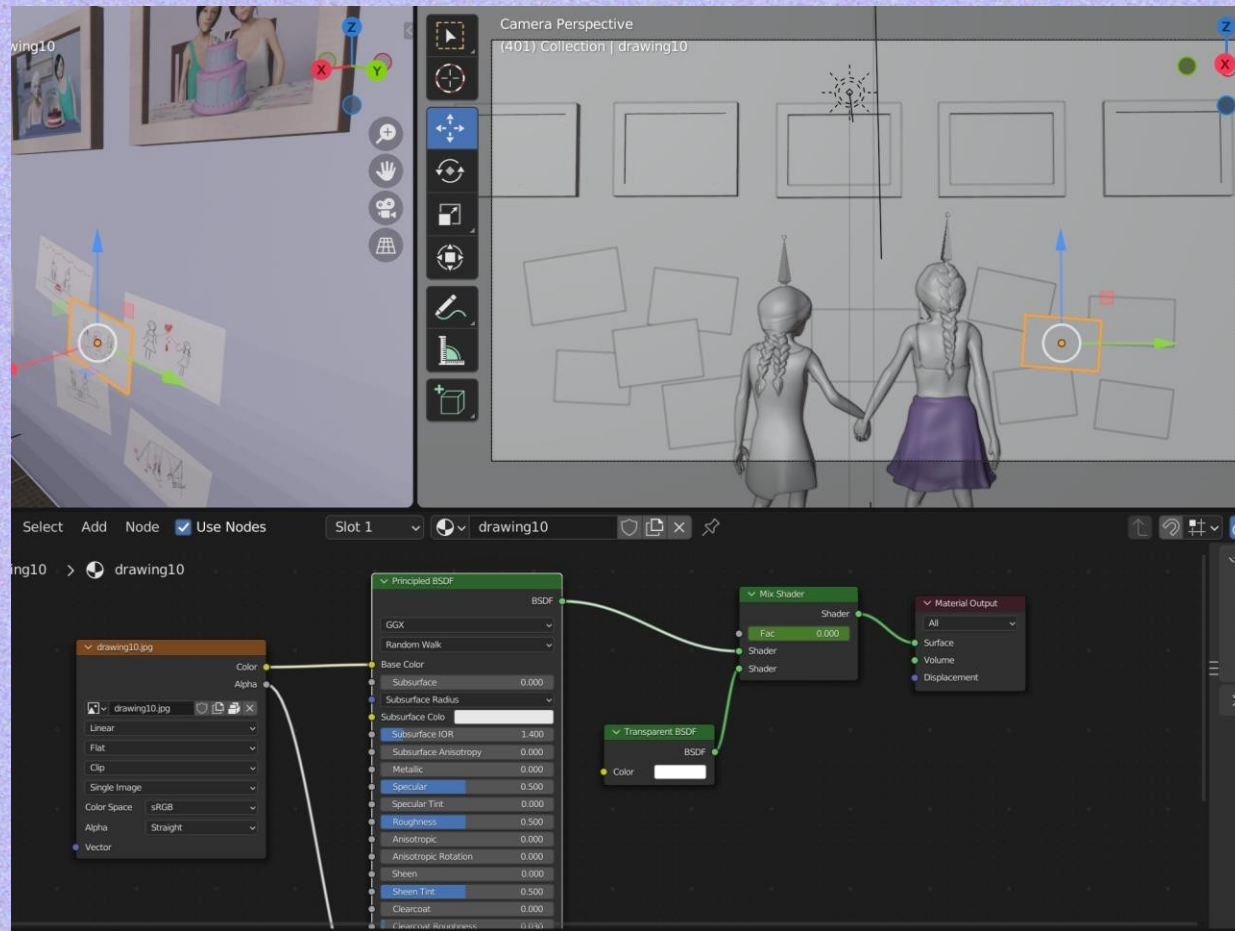 wing10
Z
X
Y
Camera Perspective
(401) Collection | drawing10
Z
X
Select Add Node Use Nodes Slot 1 drawing10
ing10 > drawing10
drawing10.jpg
Color
Alpha
drawing10.jpg
Linear
Flat
Clip
Single Image
Color Space sRGB
Alpha Straight
Vector
Principled BSDF
BSDF
GGX
Random Walk
Base Color
Subsurface 0.000
Subsurface Radius
Subsurface Colo
Subsurface IOR 1.400
Subsurface Anisotropy 0.000
Metallic 0.000
Specular 0.500
Specular Tint 0.000
Roughness 0.500
Anisotropic 0.000
Anisotropic Rotation 0.000
Sheen 0.000
Sheen Tint 0.500
Clearcoat 0.000
Clearcoat Roughness 0.030
Transparent BSDF
BSDF
Color
Mix Shader
Shader
Fac 0.000
Shader
Shader
Material Output
All
Surface
Volume
Displacement